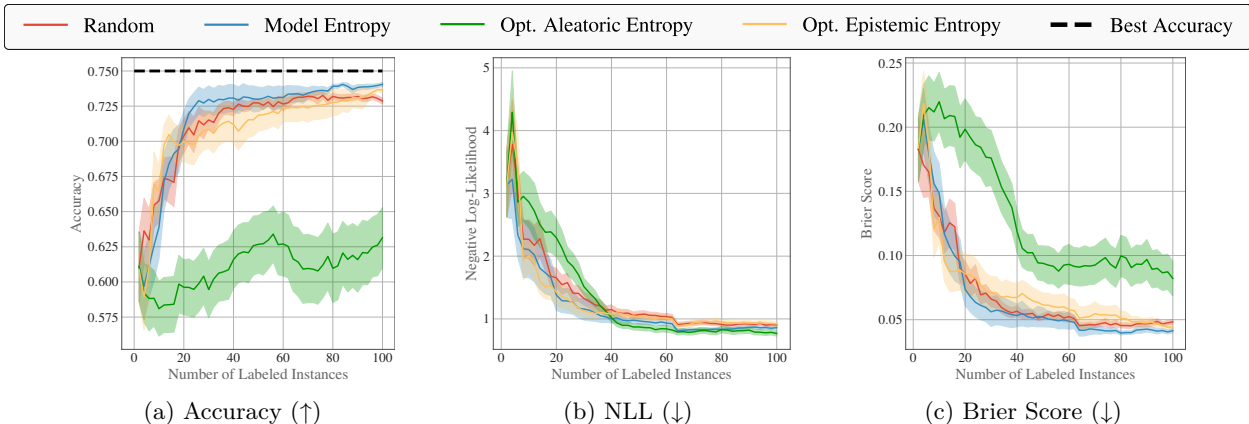 Random Model Entropy Opt. Aleatoric Entropy Opt. Epistemic Entropy Best Accuracy
Accuracy
0.750
0.725
0.700
0.675
0.650
0.625
0.600
0.575
0 20 40 60 80 100
Number of Labeled Instances
(a) Accuracy (↑)
Negative Log-Likelihood
5
4
3
2
1
0 20 40 60 80 100
Number of Labeled Instances
(b) NLL (↓)
Brier Score
0.25
0.20
0.15
0.10
0.05
0 20 40 60 80 100
Number of Labeled Instances
(c) Brier Score (↓)